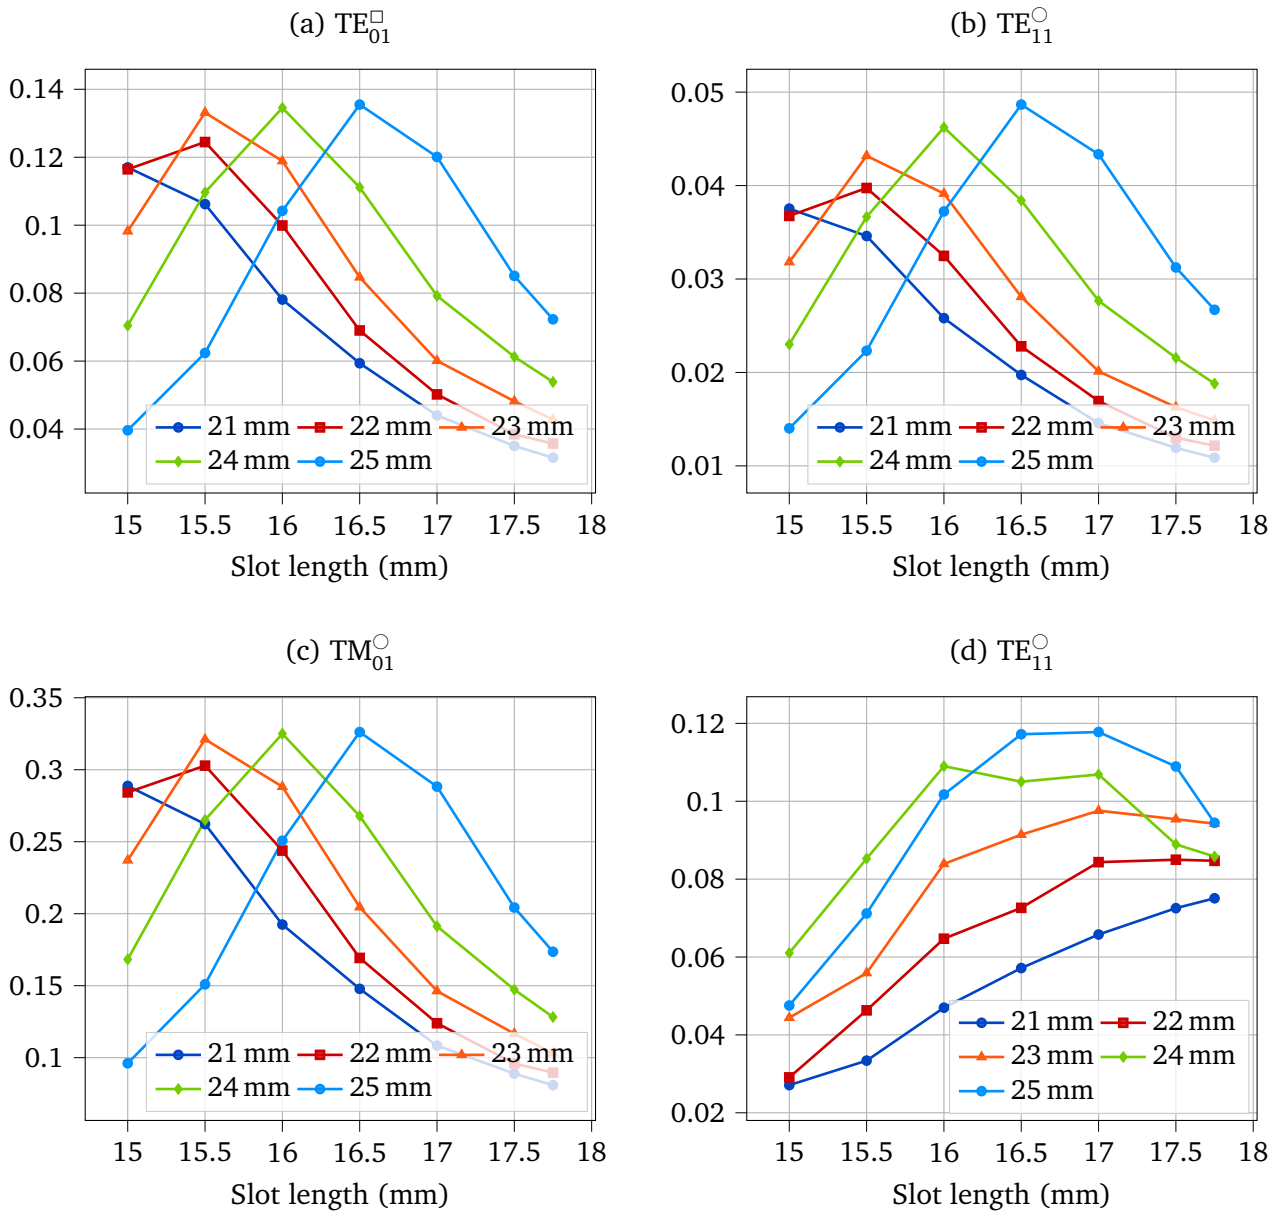 (a) TE□01
0.14
0.12
0.1
0.08
0.06
0.04
21 mm 22 mm 23 mm
24 mm 25 mm
15 15.5 16 16.5 17 17.5 18
Slot length (mm)
(b) TE○11
0.05
0.04
0.03
0.02
0.01
21 mm 22 mm 23 mm
24 mm 25 mm
15 15.5 16 16.5 17 17.5 18
Slot length (mm)
(c) TM○01
0.35
0.3
0.25
0.2
0.15
0.1
21 mm 22 mm 23 mm
24 mm 25 mm
15 15.5 16 16.5 17 17.5 18
Slot length (mm)
(d) TE○11
0.12
0.1
0.08
0.06
0.04
0.02
21 mm 22 mm
23 mm 24 mm
25 mm
15 15.5 16 16.5 17 17.5 18
Slot length (mm)